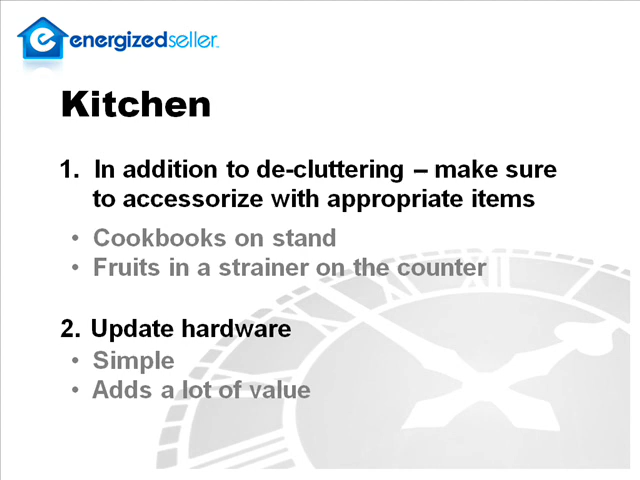 energizedseller
Kitchen
1. In addition to de-cluttering – make sure
to accessorize with appropriate items
• Cookbooks on stand
• Fruits in a strainer on the counter
2. Update hardware
• Simple
• Adds a lot of value